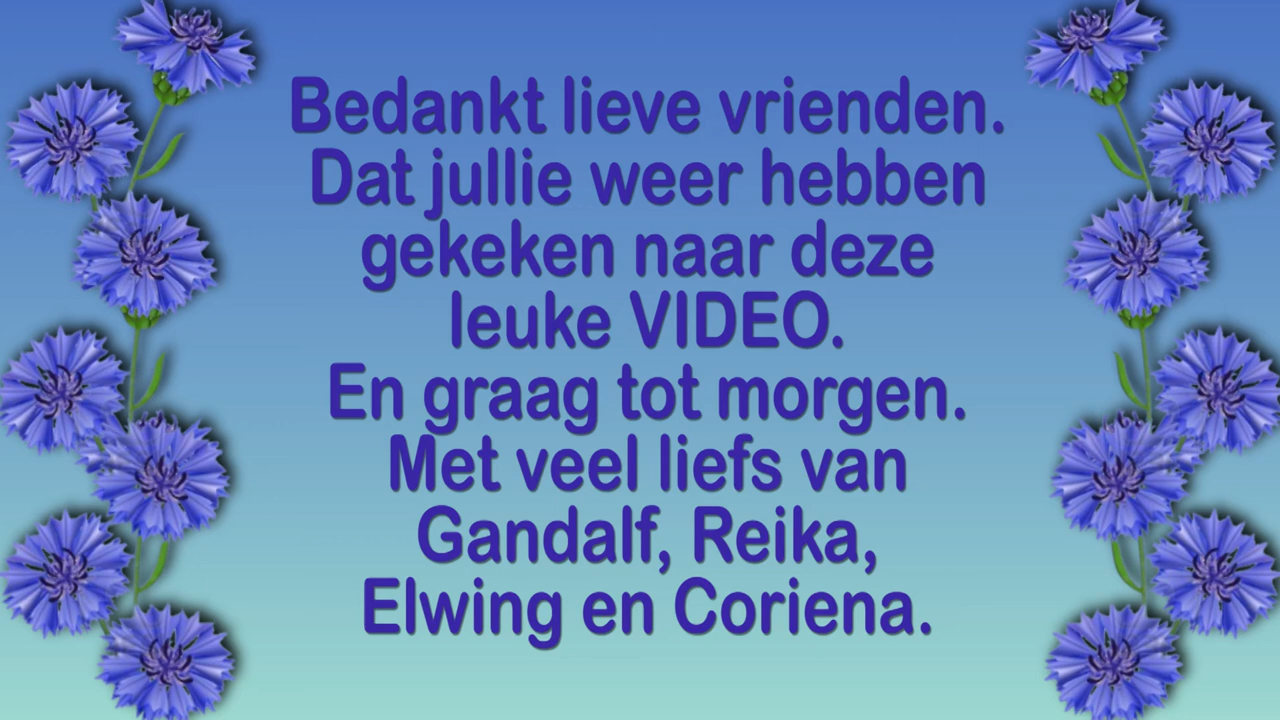 Bedankt lieve vrienden.
Dat jullie weer hebben
gekeken naar deze
leuke VIDEO.
En graag tot morgen.
Met veel liefs van
Gandalf, Reika,
Elwing en Coriena.